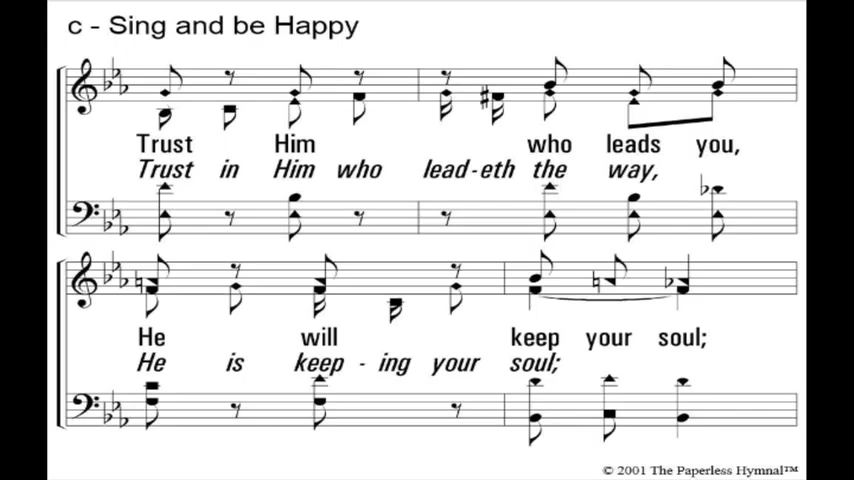 c - Sing and be Happy
Trust Him who leads you,
Trust in Him who lead-eth the way,
He will keep your soul;
He is keep - ing your soul;
© 2001 The Paperless Hymnal™